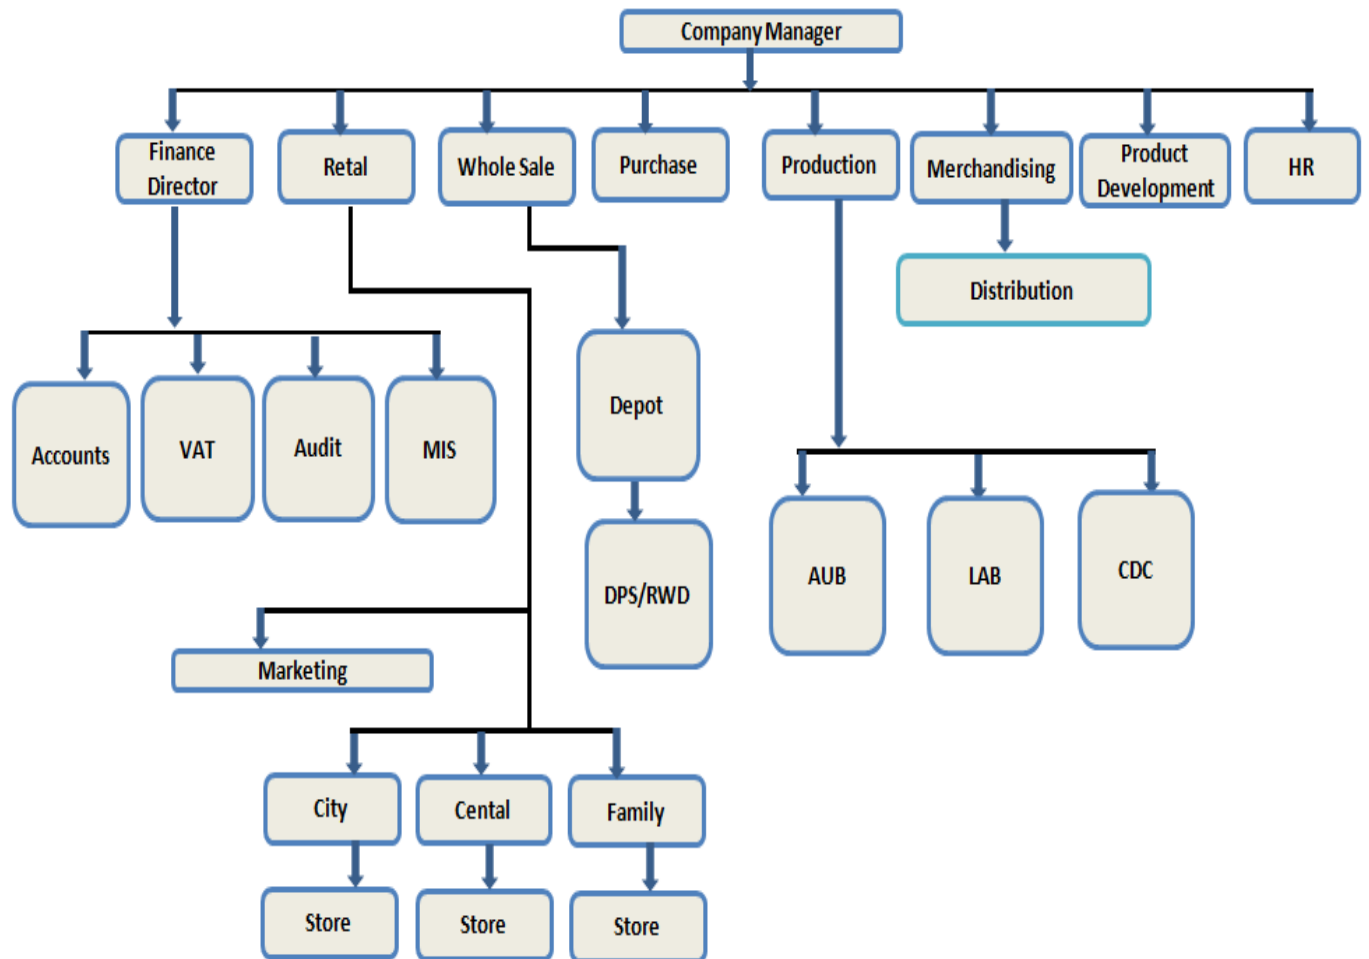 Company Manager
Finance
Director
Retal
Whole Sale
Purchase
Production
Merchandising
Product
Development
HR
Distribution
Accounts
VAT
Audit
MIS
Depot
DPS/RWD
AUB
LAB
CDC
Marketing
City
Cental
Family
Store
Store
Store